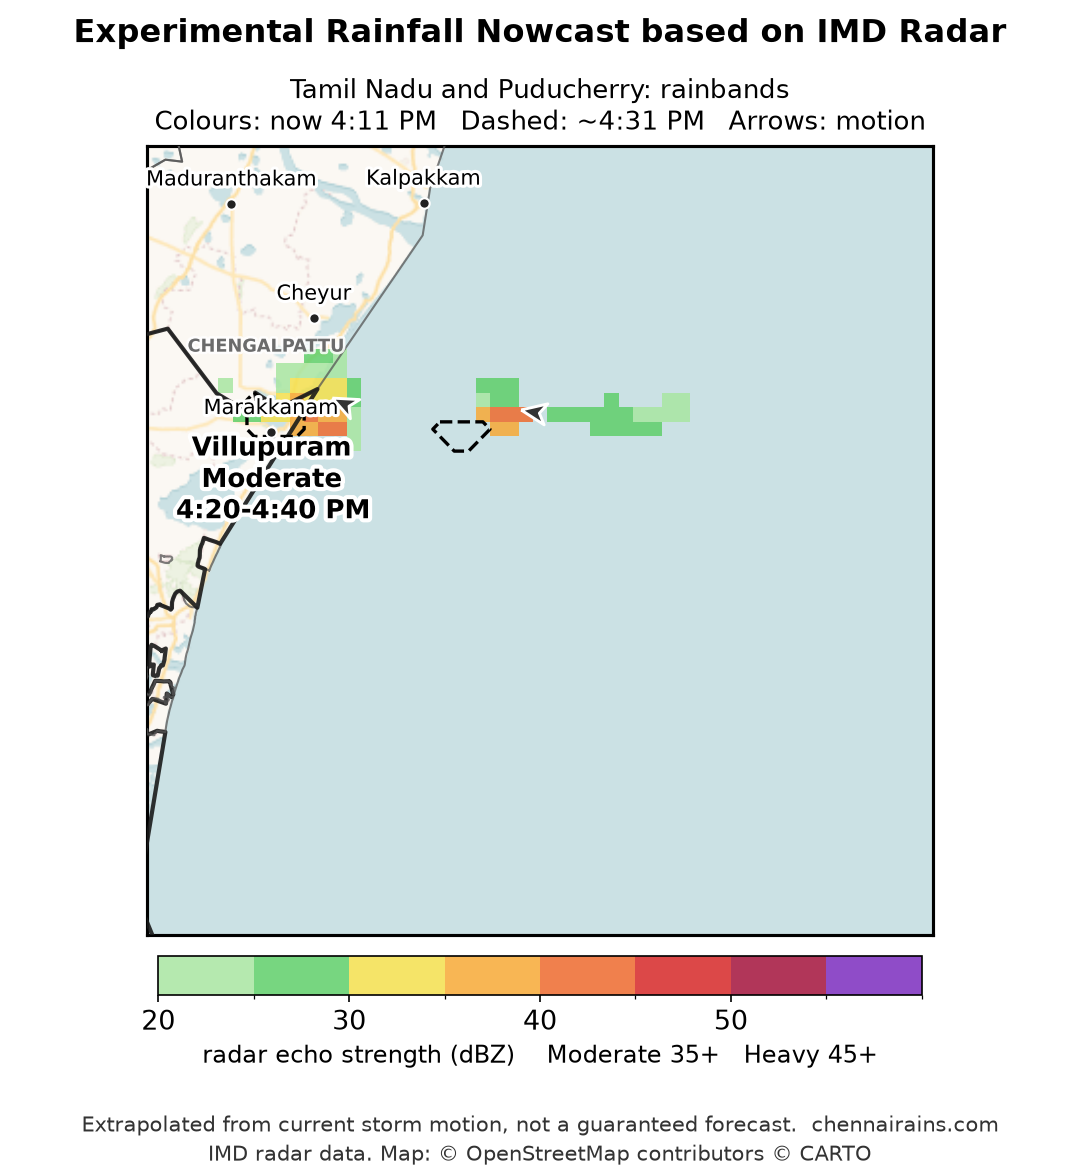 Experimental Rainfall Nowcast based on IMD Radar
Tamil Nadu and Puducherry: rainbands
Colours: now 4:11 PM   Dashed: ~4:31 PM   Arrows: motion
Maduranthakam
Kalpakkam
Cheyur
CHENGALPATTU
Marakkanam
Villupuram
Moderate
4:20-4:40 PM
20 30 40 50
radar echo strength (dBZ)    Moderate 35+   Heavy 45+
Extrapolated from current storm motion, not a guaranteed forecast.  chennairains.com
IMD radar data. Map: © OpenStreetMap contributors © CARTO